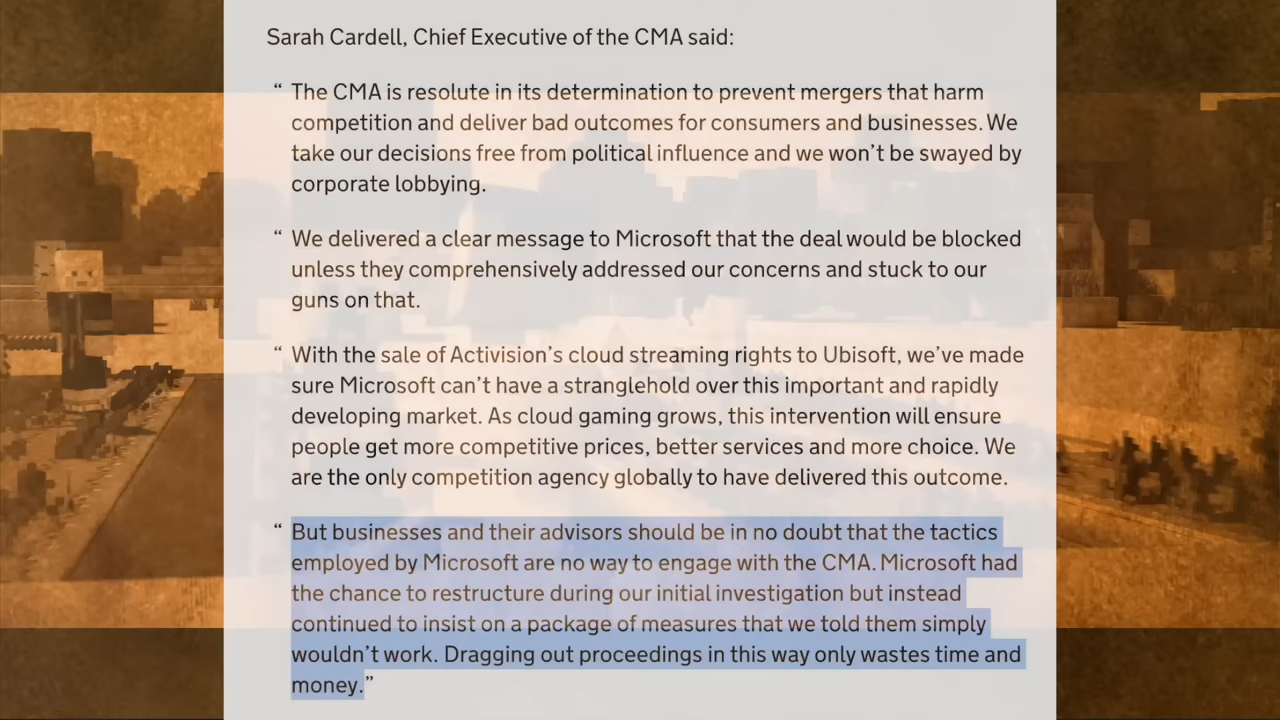 Sarah Cardell, Chief Executive of the CMA said:
“ The CMA is resolute in its determination to prevent mergers that harm
competition and deliver bad outcomes for consumers and businesses. We
take our decisions free from political influence and we won’t be swayed by
corporate lobbying.
“ We delivered a clear message to Microsoft that the deal would be blocked
unless they comprehensively addressed our concerns and stuck to our
guns on that.
“ With the sale of Activision’s cloud streaming rights to Ubisoft, we’ve made
sure Microsoft can’t have a stranglehold over this important and rapidly
developing market. As cloud gaming grows, this intervention will ensure
people get more competitive prices, better services and more choice. We
are the only competition agency globally to have delivered this outcome.
“ But businesses and their advisors should be in no doubt that the tactics
employed by Microsoft are no way to engage with the CMA. Microsoft had
the chance to restructure during our initial investigation but instead
continued to insist on a package of measures that we told them simply
wouldn’t work. Dragging out proceedings in this way only wastes time and
money.”